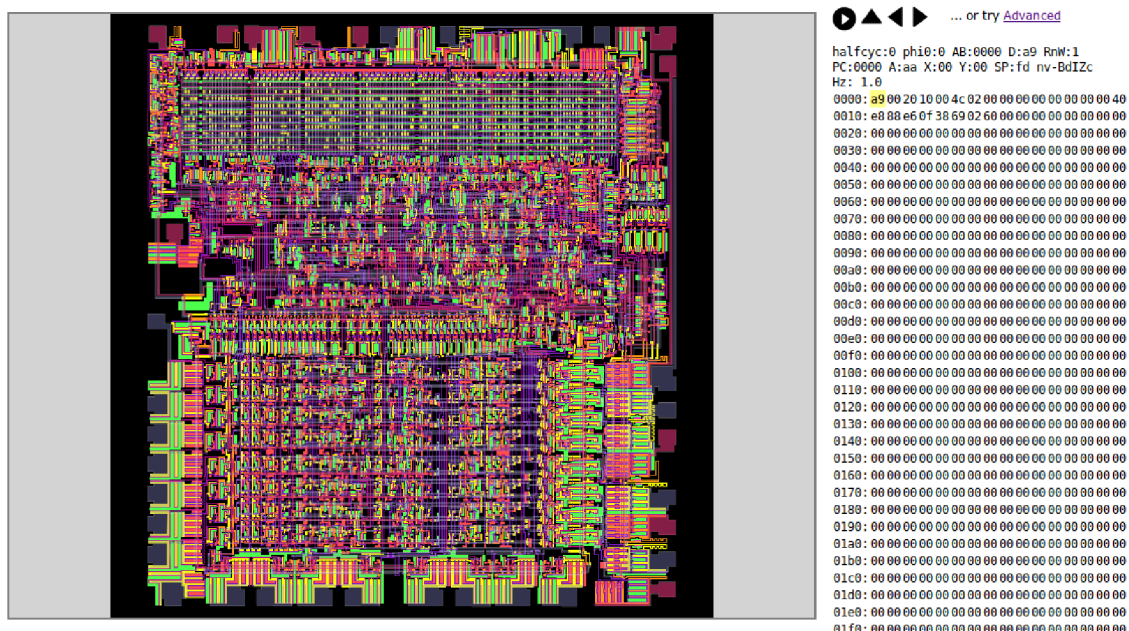 ... or try Advanced
halfcyc:0 phi0:0 AB:0000 D:a9 RnW:1
PC:0000 A:aa X:00 Y:00 SP:fd nv-BdIZc
Hz: 1.0
0000: a9 00 20 10 00 4c 02 00 00 00 00 00 00 00 00 40
0010: e8 88 e6 0f 38 69 02 60 00 00 00 00 00 00 00 00
0020: 00 00 00 00 00 00 00 00 00 00 00 00 00 00 00 00
0030: 00 00 00 00 00 00 00 00 00 00 00 00 00 00 00 00
0040: 00 00 00 00 00 00 00 00 00 00 00 00 00 00 00 00
0050: 00 00 00 00 00 00 00 00 00 00 00 00 00 00 00 00
0060: 00 00 00 00 00 00 00 00 00 00 00 00 00 00 00 00
0070: 00 00 00 00 00 00 00 00 00 00 00 00 00 00 00 00
0080: 00 00 00 00 00 00 00 00 00 00 00 00 00 00 00 00
0090: 00 00 00 00 00 00 00 00 00 00 00 00 00 00 00 00
00a0: 00 00 00 00 00 00 00 00 00 00 00 00 00 00 00 00
00b0: 00 00 00 00 00 00 00 00 00 00 00 00 00 00 00 00
00c0: 00 00 00 00 00 00 00 00 00 00 00 00 00 00 00 00
00d0: 00 00 00 00 00 00 00 00 00 00 00 00 00 00 00 00
00e0: 00 00 00 00 00 00 00 00 00 00 00 00 00 00 00 00
00f0: 00 00 00 00 00 00 00 00 00 00 00 00 00 00 00 00
0100: 00 00 00 00 00 00 00 00 00 00 00 00 00 00 00 00
0110: 00 00 00 00 00 00 00 00 00 00 00 00 00 00 00 00
0120: 00 00 00 00 00 00 00 00 00 00 00 00 00 00 00 00
0130: 00 00 00 00 00 00 00 00 00 00 00 00 00 00 00 00
0140: 00 00 00 00 00 00 00 00 00 00 00 00 00 00 00 00
0150: 00 00 00 00 00 00 00 00 00 00 00 00 00 00 00 00
0160: 00 00 00 00 00 00 00 00 00 00 00 00 00 00 00 00
0170: 00 00 00 00 00 00 00 00 00 00 00 00 00 00 00 00
0180: 00 00 00 00 00 00 00 00 00 00 00 00 00 00 00 00
0190: 00 00 00 00 00 00 00 00 00 00 00 00 00 00 00 00
01a0: 00 00 00 00 00 00 00 00 00 00 00 00 00 00 00 00
01b0: 00 00 00 00 00 00 00 00 00 00 00 00 00 00 00 00
01c0: 00 00 00 00 00 00 00 00 00 00 00 00 00 00 00 00
01d0: 00 00 00 00 00 00 00 00 00 00 00 00 00 00 00 00
01e0: 00 00 00 00 00 00 00 00 00 00 00 00 00 00 00 00
01f0: 00 00 00 00 00 00 00 00 00 00 00 00 00 00 00 00